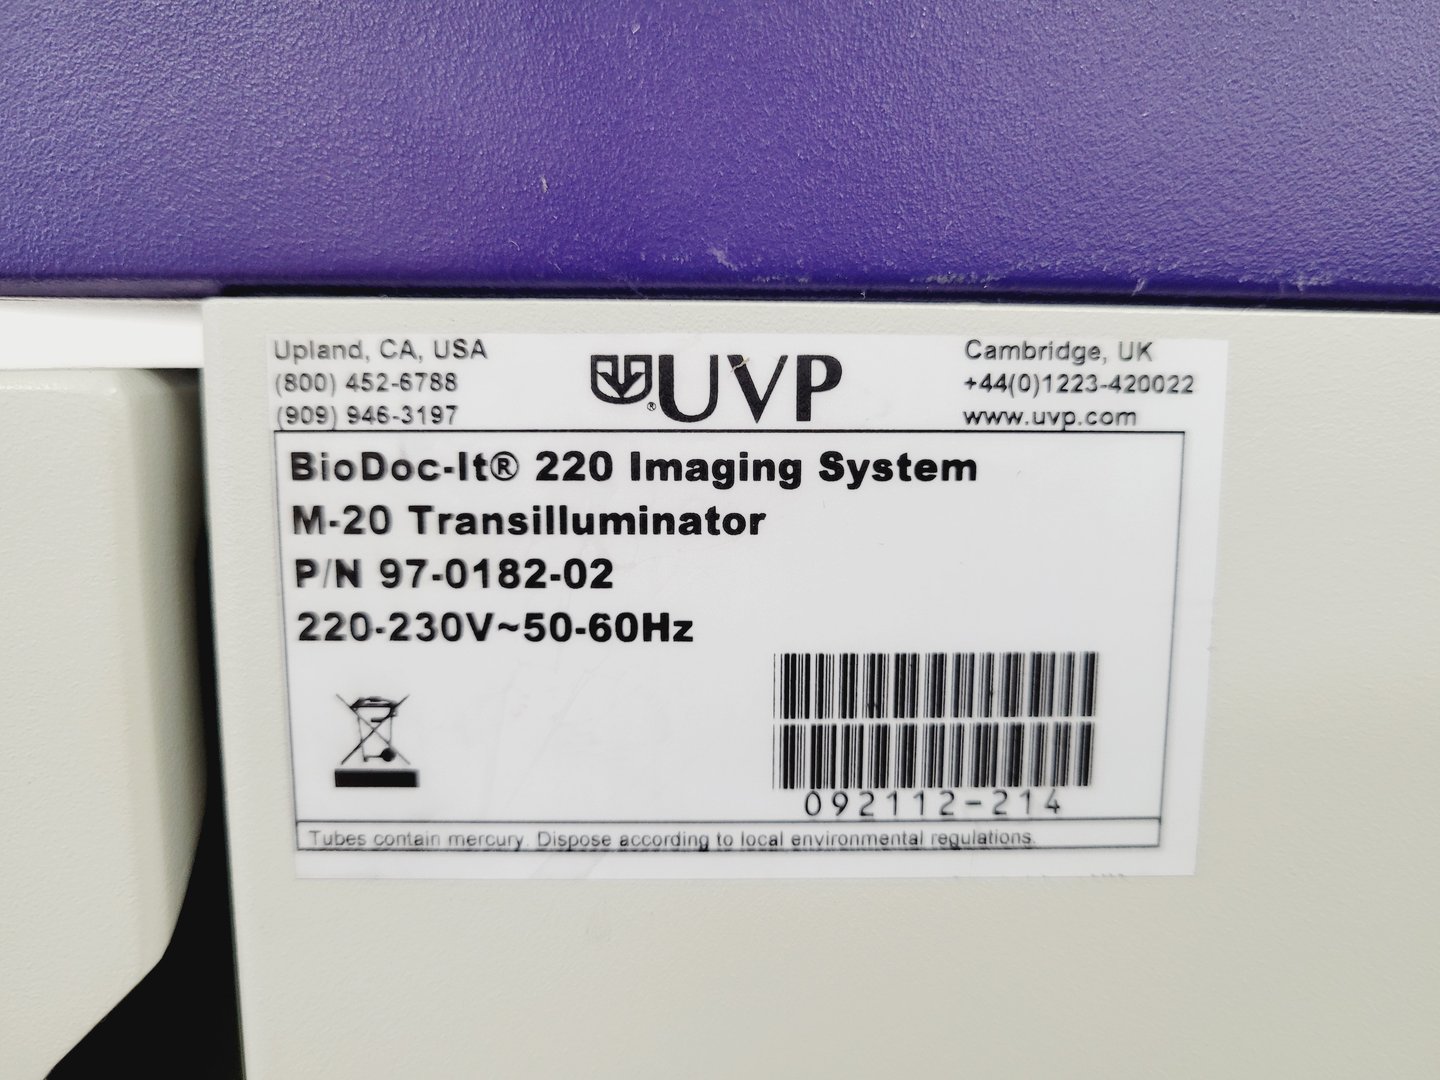 Upland, CA, USA
(800) 452-6788
(909) 946-3197
® UVP
Cambridge, UK
+44(0)1223-420022
www.uvp.com
BioDoc-It® 220 Imaging System
M-20 Transilluminator
P/N 97-0182-02
220-230V~50-60Hz
092112-214
Tubes contain mercury. Dispose according to local environmental regulations.